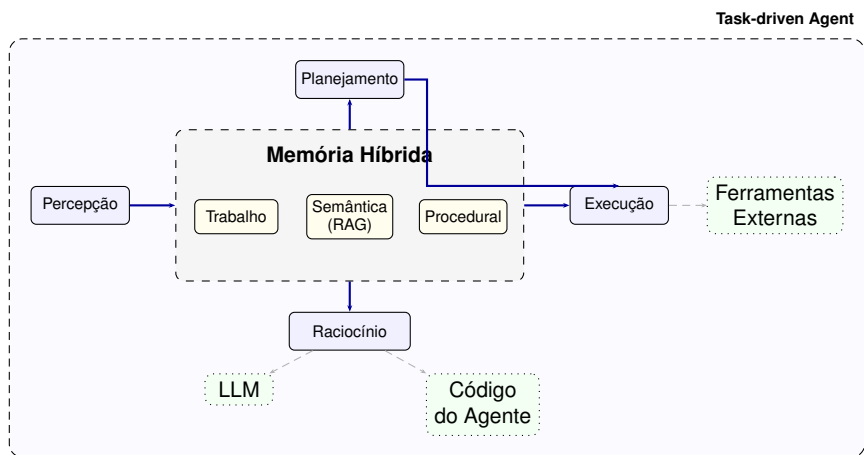 Task-driven Agent
Planejamento
Memória Híbrida
Percepção
Trabalho
Semântica
(RAG)
Procedural
Execução
Ferramentas
Externas
Raciocínio
LLM
Código
do Agente